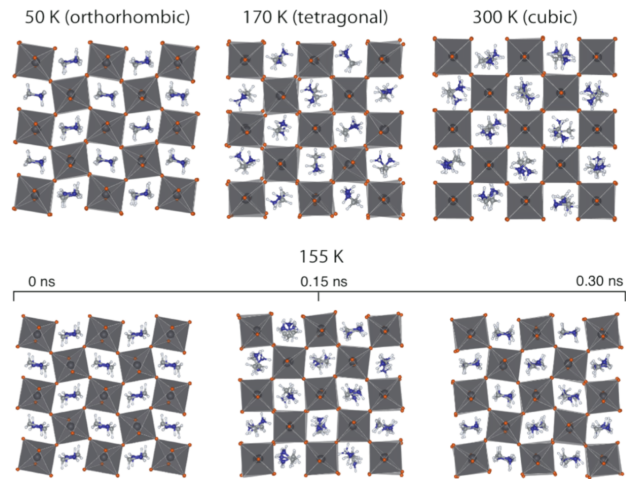 50 K (orthorhombic)
170 K (tetragonal)
300 K (cubic)
155 K
0 ns
0.15 ns
0.30 ns